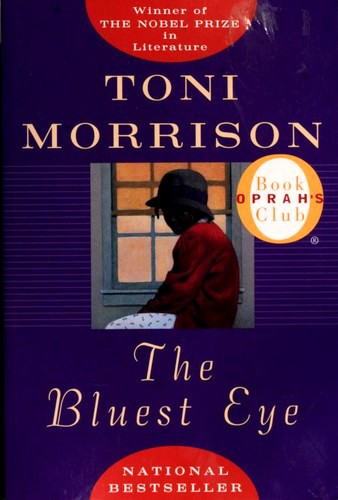 Winner of
THE NOBEL PRIZE
in
Literature
TONI
MORRISON
Book
OPRAH'S
Club
®
The
Bluest Eye
NATIONAL
BESTSELLER